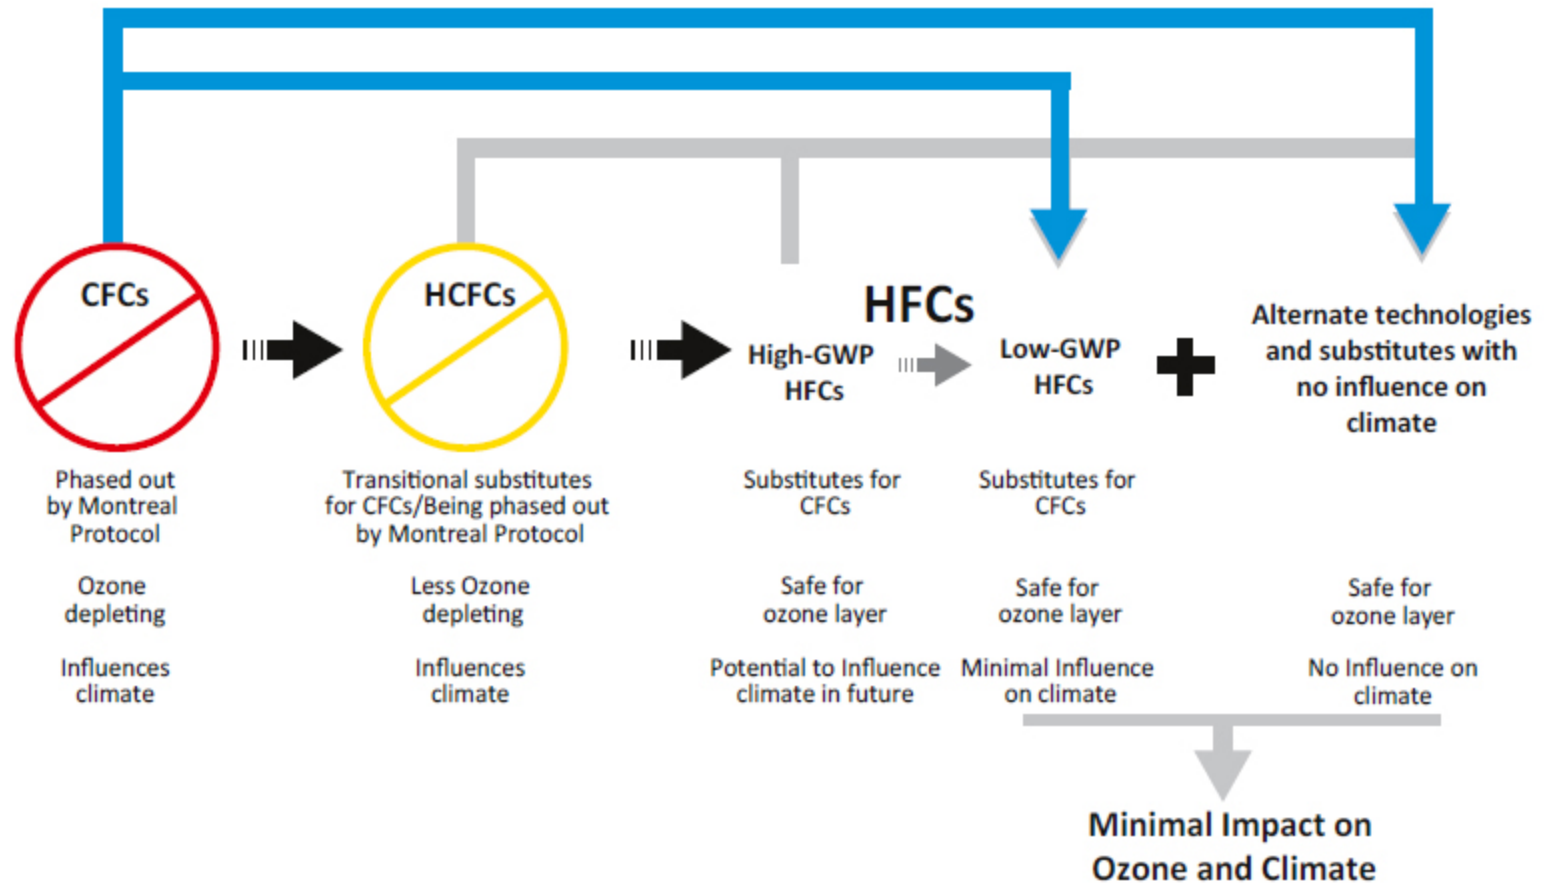 CFCs
HCFCs
HFCs
High-GWP
HFCs
Low-GWP
HFCs
Alternate technologies
and substitutes with
no influence on
climate
Phased out
by Montreal
Protocol
Transitional substitutes
for CFCs/Being phased out
by Montreal Protocol
Substitutes for
CFCs
Substitutes for
CFCs
Ozone
depleting
Less Ozone
depleting
Safe for
ozone layer
Safe for
ozone layer
Safe for
ozone layer
Influences
climate
Influences
climate
Potential to Influence
climate in future
Minimal Influence
on climate
No Influence on
climate
Minimal Impact on
Ozone and Climate